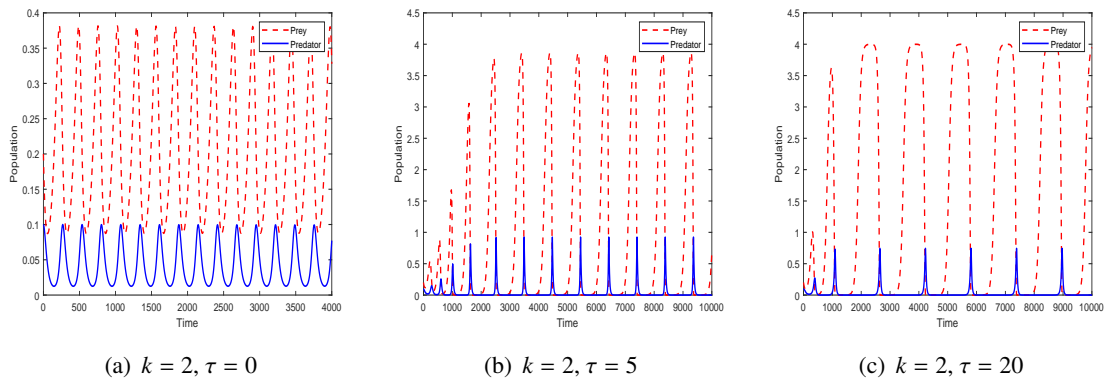 0.4
0.35
0.3
0.25
0.2
0.15
0.1
0.05
0
Population
0 500 1000 1500 2000 2500 3000 3500 4000
Time
Prey
Predator
(a) k = 2, τ = 0
4.5
4
3.5
3
2.5
2
1.5
1
0.5
0
Population
0 1000 2000 3000 4000 5000 6000 7000 8000 9000 10000
Time
Prey
Predator
(b) k = 2, τ = 5
4.5
4
3.5
3
2.5
2
1.5
1
0.5
0
Population
0 1000 2000 3000 4000 5000 6000 7000 8000 9000 10000
Time
Prey
Predator
(c) k = 2, τ = 20